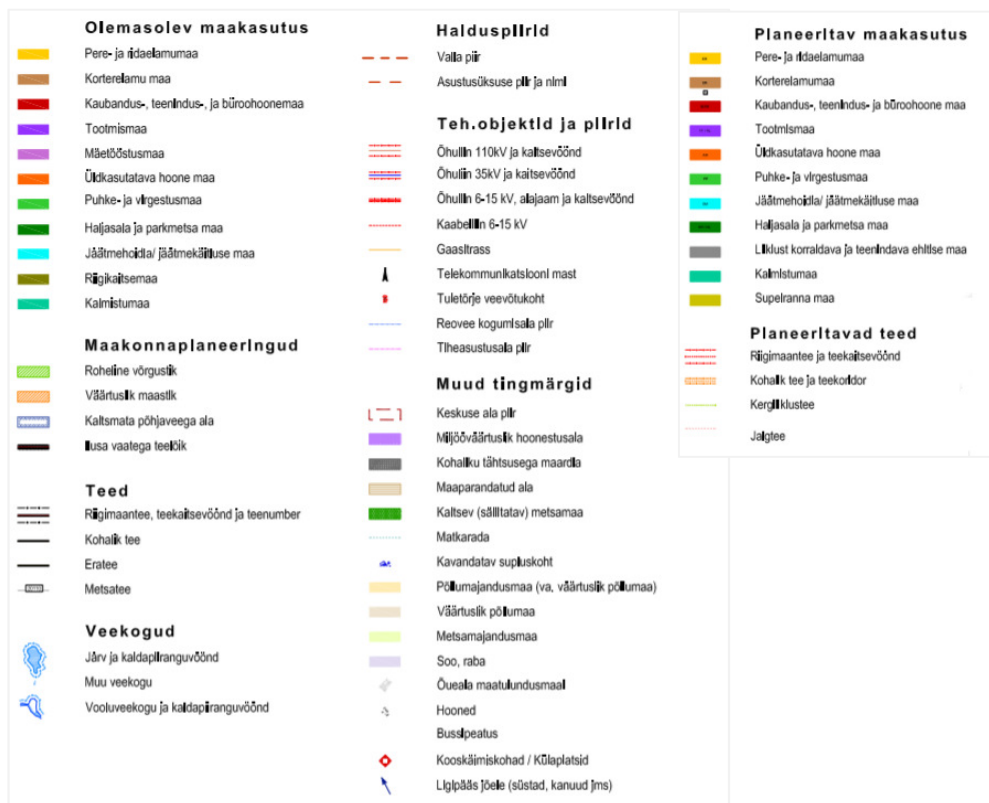 Olemasolev maakasutus
Pere- ja ridaelamumaa
Korterelamu maa
Kaubandus-, teenindus-, ja büroohoonemaa
Tootmismaa
Mäetööstusmaa
Üldkasutatava hoone maa
Puhke- ja virgestusmaa
Haljasala ja parkmetsa maa
Jäätmehoidla/ jäätmekäitluse maa
Riigikaitsemaa
Kalmistumaa
Maakonnaplaneeringud
Roheline võrgustik
Väärtuslik maastik
Kaitsmata põhjaveega ala
Ilusa vaatega teelõik
Teed
Riigimaantee, teekaitsevöönd ja teenumber
Kohalik tee
Eratee
Metsatee
Veekogud
Järv ja kaldapiiranguvöönd
Muu veekogu
Vooluveekogu ja kaldapiiranguvöönd
Halduspiirid
Valla piir
Asustusüksuse piir ja nimi
Teh.objektid ja piirid
Õhuliin 110kV ja kaitsevöönd
Õhuliin 35kV ja kaitsevöönd
Õhuliin 6-15 kV, alajaam ja kaitsevöönd
Kaabelliin 6-15 kV
Gaasitrass
Telekommunikatsiooni mast
Tuletõrje veevõtukoht
Reovee kogumisala piir
Tiheasustusala piir
Muud tingmärgid
Keskuse ala piir
Miljööväärtuslik hoonestusala
Kohaliku tähtsusega maardla
Maaparandatud ala
Kaitsev (säilitatav) metsamaa
Matkarada
Kavandatav supluskoht
Põllumajandusmaa (va, väärtuslik põllumaa)
Väärtuslik põllumaa
Metsamajandusmaa
Soo, raba
Õueala maatulundusmaal
Hooned
Bussipeatus
Kooskäimiskohad / Külaplatsid
Ligipääs jõele (süstad, kanuud jms)
Planeeritav maakasutus
Pere- ja ridaelamumaa
Korterelamumaa
Kaubandus-, teenindus- ja büroohoone maa
Tootmismaa
Üldkasutatava hoone maa
Puhke- ja virgestusmaa
Jäätmehoidla/ jäätmekäitluse maa
Haljasala ja parkmetsa maa
Liiklust korraldava ja teenindava ehitise maa
Kalmistumaa
Supelranna maa
Planeeritavad teed
Riigimaantee ja teekaitsevöönd
Kohalik tee ja teekoridor
Kergliiklustee
Jalgtee